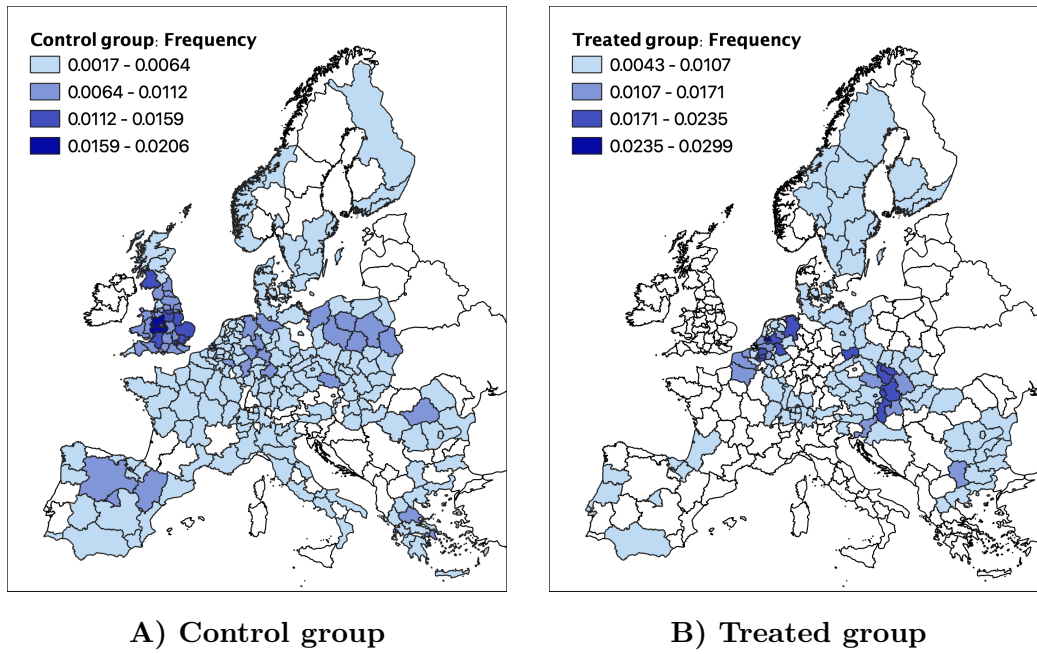 Control group: Frequency
0.0017 - 0.0064
0.0064 - 0.0112
0.0112 - 0.0159
0.0159 - 0.0206
Treated group: Frequency
0.0043 - 0.0107
0.0107 - 0.0171
0.0171 - 0.0235
0.0235 - 0.0299
A) Control group
B) Treated group